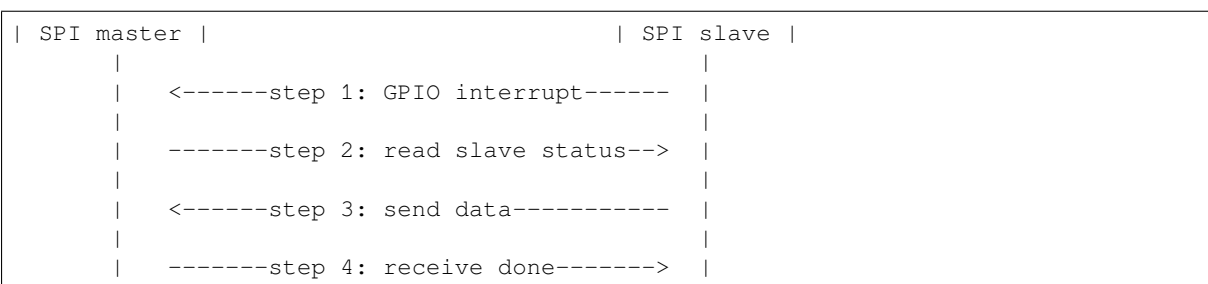 | SPI master |                             | SPI slave |
       |                                         |
       |   <------step 1: GPIO interrupt------   |
       |                                         |
       |   -------step 2: read slave status-->   |
       |                                         |
       |   <------step 3: send data-----------   |
       |                                         |
       |   -------step 4: receive done------->   |